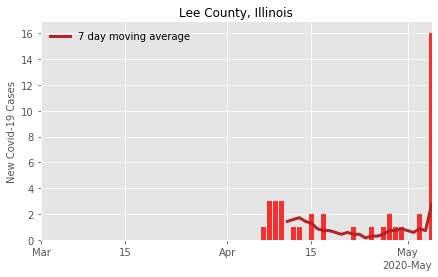 Lee County, Illinois
7 day moving average
New Covid-19 Cases
16
14
12
10
8
6
4
2
0
Mar
15
Apr
15
May
2020-May